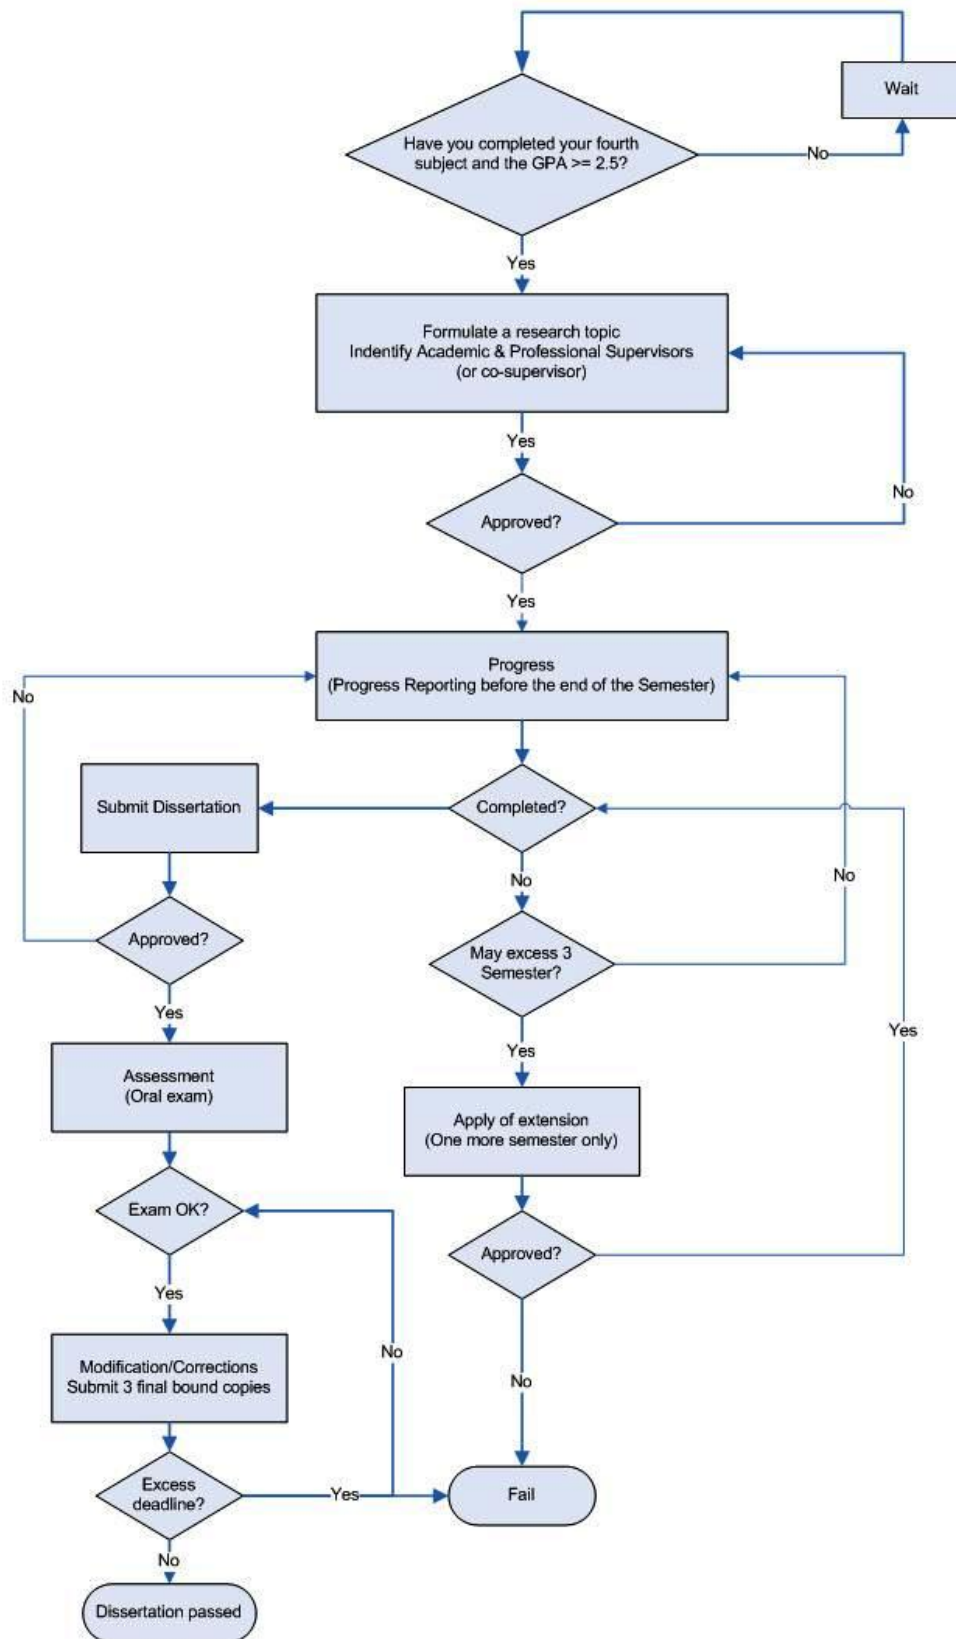 Wait
Have you completed your fourth
subject and the GPA >= 2.5?
No
Yes
Formulate a research topic
Indentify Academic & Professional Supervisors
(or co-supervisor)
Yes
No
Approved?
Yes
Progress
(Progress Reporting before the end of the Semester)
No
Submit Dissertation
Completed?
No
No
Approved?
May excess 3
Semester?
Yes
Yes
Yes
Assessment
(Oral exam)
Apply of extension
(One more semester only)
Exam OK?
Approved?
Yes
No
Modification/Corrections
Submit 3 final bound copies
No
Excess
deadline?
Yes
Fail
No
Dissertation passed